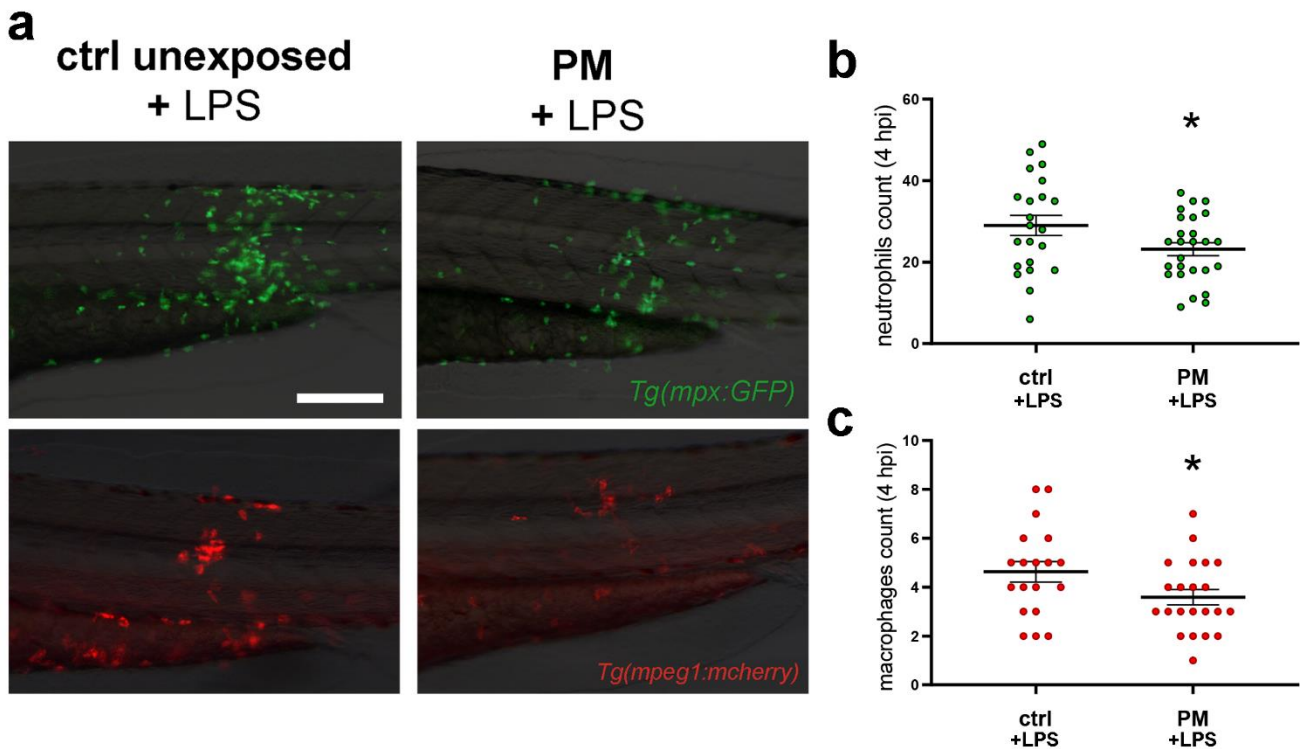 a
ctrl unexposed
+ LPS
PM
+ LPS
Tg(mpx:GFP)
Tg(mpeg1:mcherry)
b
neutrophils count (4 hpi)
60
40
20
0
*
ctrl
+LPS
PM
+LPS
c
macrophages count (4 hpi)
10
8
6
4
2
0
*
ctrl
+LPS
PM
+LPS